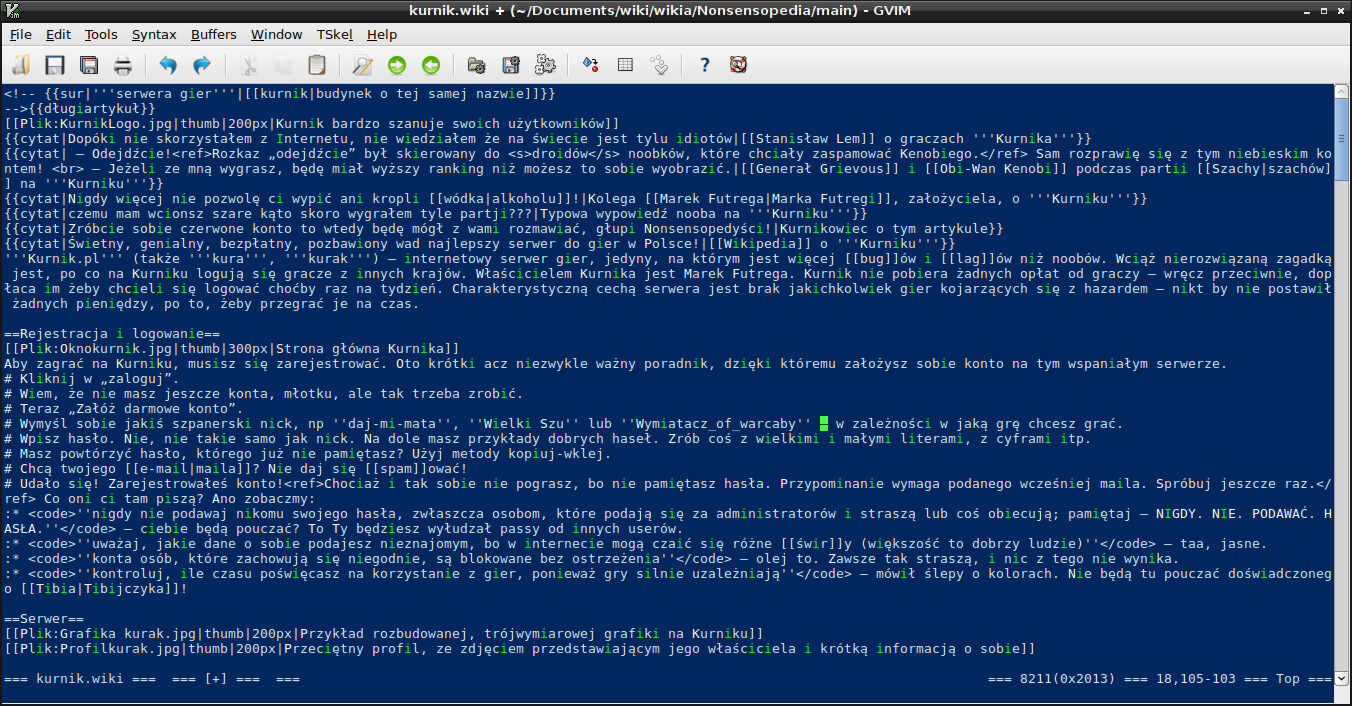 kurnik.wiki + (~/Documents/wiki/wikia/Nonsensopedia/main) - GVIM
File Edit Tools Syntax Buffers Window TSkel Help
<!-- {{sur|'''serwera gier'''|[[kurnik|budynek o tej samej nazwie]]}}
-->{{długiartykuł}}
[[Plik:KurnikLogo.jpg|thumb|200px|Kurnik bardzo szanuje swoich użytkowników]]
{{cytat|Dopóki nie skorzystałem z Internetu, nie wiedziałem że na świecie jest tylu idiotów|[[Stanisław Lem]] o graczach '''Kurnika'''}}
{{cytat| – Odejdźcie!<ref>Rozkaz „odejdźcie” był skierowany do <s>droidów</s> noobków, które chciały zaspamować Kenobiego.</ref> Sam rozprawię się z tym niebieskim ko
ntem! <br> – Jeżeli ze mną wygrasz, będę miał wyższy ranking niż możesz to sobie wyobrazić.|[[Generał Grievous]] i [[Obi-Wan Kenobi]] podczas partii [[Szachy|szachów]
] na '''Kurniku'''}}
{{cytat|Nigdy więcej nie pozwolę ci wypić ani kropli [[wódka|alkoholu]]!|Kolega [[Marek Futrega|Marka Futregi]], założyciela, o '''Kurniku'''}}
{{cytat|czemu mam wcionsz szare kąto skoro wygrałem tyle partji???|Typowa wypowiedź nooba na '''Kurniku'''}}
{{cytat|Zróbcie sobie czerwone konto to wtedy będę mógł z wami rozmawiać, głupi Nonsensopedyści!|Kurnikowiec o tym artykule}}
{{cytat|Świetny, genialny, bezpłatny, pozbawiony wad najlepszy serwer do gier w Polsce!|[[Wikipedia]] o '''Kurniku'''}}
'''Kurnik.pl''' (także '''kura''', '''kurak''') – internetowy serwer gier, jedyny, na którym jest więcej [[bug]]ów i [[lag]]ów niż noobów. Wciąż nierozwiązaną zagadką
jest, po co na Kurniku logują się gracze z innych krajów. Właścicielem Kurnika jest Marek Futrega. Kurnik nie pobiera żadnych opłat od graczy – wręcz przeciwnie, dop
łaca im żeby chcieli się logować choćby raz na tydzień. Charakterystyczną cechą serwera jest brak jakichkolwiek gier kojarzących się z hazardem – nikt by nie postawił
żadnych pieniędzy, po to, żeby przegrać je na czas.
==Rejestracja i logowanie==
[[Plik:Oknokurnik.jpg|thumb|300px|Strona główna Kurnika]]
Aby zagrać na Kurniku, musisz się zarejestrować. Oto krótki acz niezwykle ważny poradnik, dzięki któremu założysz sobie konto na tym wspaniałym serwerze.
# Kliknij w „zaloguj”.
# Wiem, że nie masz jeszcze konta, młotku, ale tak trzeba zrobić.
# Teraz „Załóż darmowe konto”.
# Wymyśl sobie jakiś szpanerski nick, np ''daj-mi-mata'', ''Wielki Szu'' lub ''Wymiatacz_of_warcaby'' – w zależności w jaką grę chcesz grać.
# Wpisz hasło. Nie, nie takie samo jak nick. Na dole masz przykłady dobrych haseł. Zrób coś z wielkimi i małymi literami, z cyframi itp.
# Masz powtórzyć hasło, którego już nie pamiętasz? Użyj metody kopiuj-wklej.
# Chcą twojego [[e-mail|maila]]? Nie daj się [[spam]]ować!
# Udało się! Zarejestrowałeś konto!<ref>Chociaż i tak sobie nie pograsz, bo nie pamiętasz hasła. Przypominanie wymaga podanego wcześniej maila. Spróbuj jeszcze raz.</
ref> Co oni ci tam piszą? Ano zobaczmy:
:* <code>''nigdy nie podawaj nikomu swojego hasła, zwłaszcza osobom, które podają się za administratorów i straszą lub coś obiecują; pamiętaj – NIGDY. NIE. PODAWAĆ. H
ASŁA.''</code> – ciebie będą pouczać? To Ty będziesz wyłudzał passy od innych userów.
:* <code>''uważaj, jakie dane o sobie podajesz nieznajomym, bo w internecie mogą czaić się różne [[świr]]y (większość to dobrzy ludzie)''</code> – taa, jasne.
:* <code>''konta osób, które zachowują się niegodnie, są blokowane bez ostrzeżenia''</code> – olej to. Zawsze tak straszą, i nic z tego nie wynika.
:* <code>''kontroluj, ile czasu poświęcasz na korzystanie z gier, ponieważ gry silnie uzależniają''</code> – mówił ślepy o kolorach. Nie będą tu pouczać doświadczoneg
o [[Tibia|Tibijczyka]]!
==Serwer==
[[Plik:Grafika kurak.jpg|thumb|200px|Przykład rozbudowanej, trójwymiarowej grafiki na Kurniku]]
[[Plik:Profilkurak.jpg|thumb|200px|Przeciętny profil, ze zdjęciem przedstawiającym jego właściciela i krótką informacją o sobie]]
=== kurnik.wiki ===  === [+] ===  === === 8211(0x2013) === 18,105-103 === Top ===